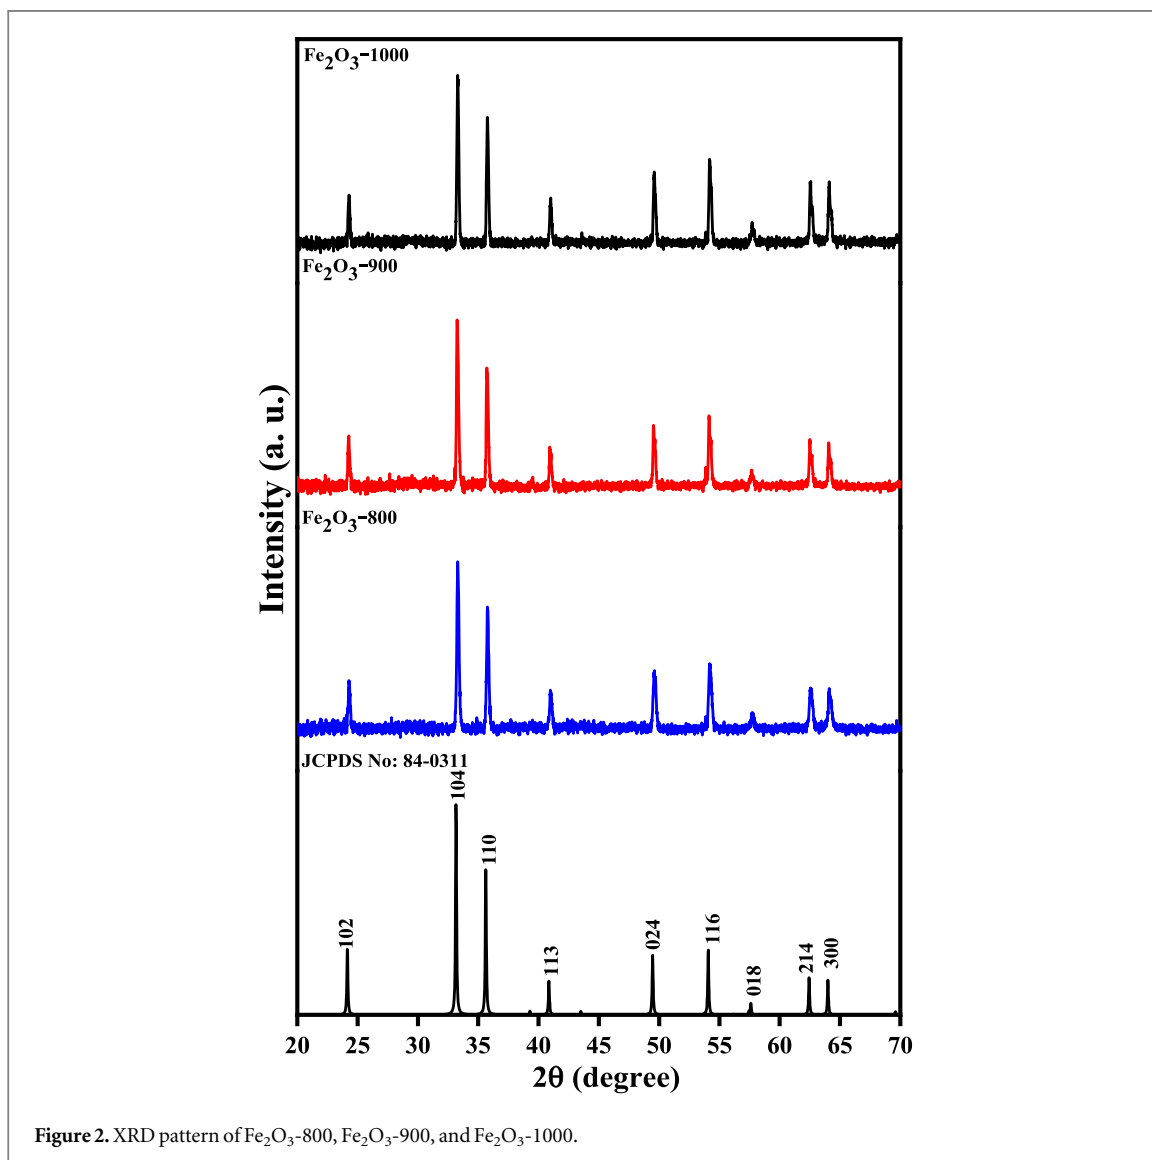 Fe₂O₃-1000
Fe₂O₃-900
Fe₂O₃-800
JCPDS No: 84-0311
102
104
110
113
024
116
018
214
300
Intensity (a. u.)
20 25 30 35 40 45 50 55 60 65 70
2θ (degree)
Figure 2. XRD pattern of Fe₂O₃-800, Fe₂O₃-900, and Fe₂O₃-1000.